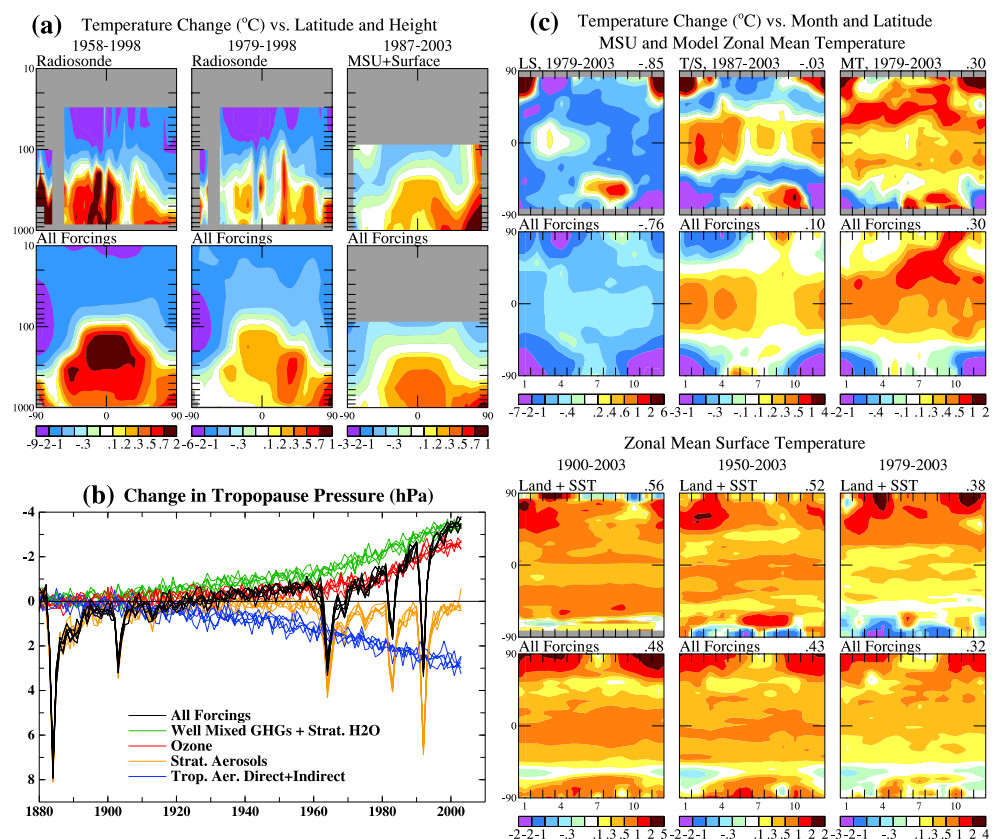 (a) Temperature Change (°C) vs. Latitude and Height
1958-1998 1979-1998 1987-2003
Radiosonde Radiosonde MSU+Surface
10
100
1000
All Forcings All Forcings All Forcings
10
100
1000
-90 0 90 -90 0 90 -90 0 90
-9-2-1 -.3 .1.2.3.5.7 2 -6-2-1 -.3 .1.2.3.5.7 1 -3-2-1 -.3 .1.2.3.5.7 1
(b) Change in Tropopause Pressure (hPa)
-4
-2
0
2
4
6
8
All Forcings
Well Mixed GHGs + Strat. H2O
Ozone
Strat. Aerosols
Trop. Aer. Direct+Indirect
1880 1900 1920 1940 1960 1980 2000
(c) Temperature Change (°C) vs. Month and Latitude
MSU and Model Zonal Mean Temperature
LS, 1979-2003 -.85 T/S, 1987-2003 -.03 MT, 1979-2003 .30
90
0
-90
All Forcings -.76 All Forcings .10 All Forcings .30
90
0
-90
1 4 7 10 1 4 7 10 1 4 7 10
-7-2-1 -.4 .2.4.6 1 2 6 -3-1 -.3 .1.3.5 1 4 -2-1 -.4 -.1.1.3.5 1 2 4
Zonal Mean Surface Temperature
1900-2003 1950-2003 1979-2003
Land + SST .56 Land + SST .52 Land + SST .38
90
0
-90
All Forcings .48 All Forcings .43 All Forcings .32
90
0
-90
1 4 7 10 1 4 7 10 1 4 7 10
-2-2-1 -.3 .1.3.5 1 2 5 -2-2-1 -.3 .1.3.5 1 2 4 -3-2-1 -.3 .1.3.5 1 2 4